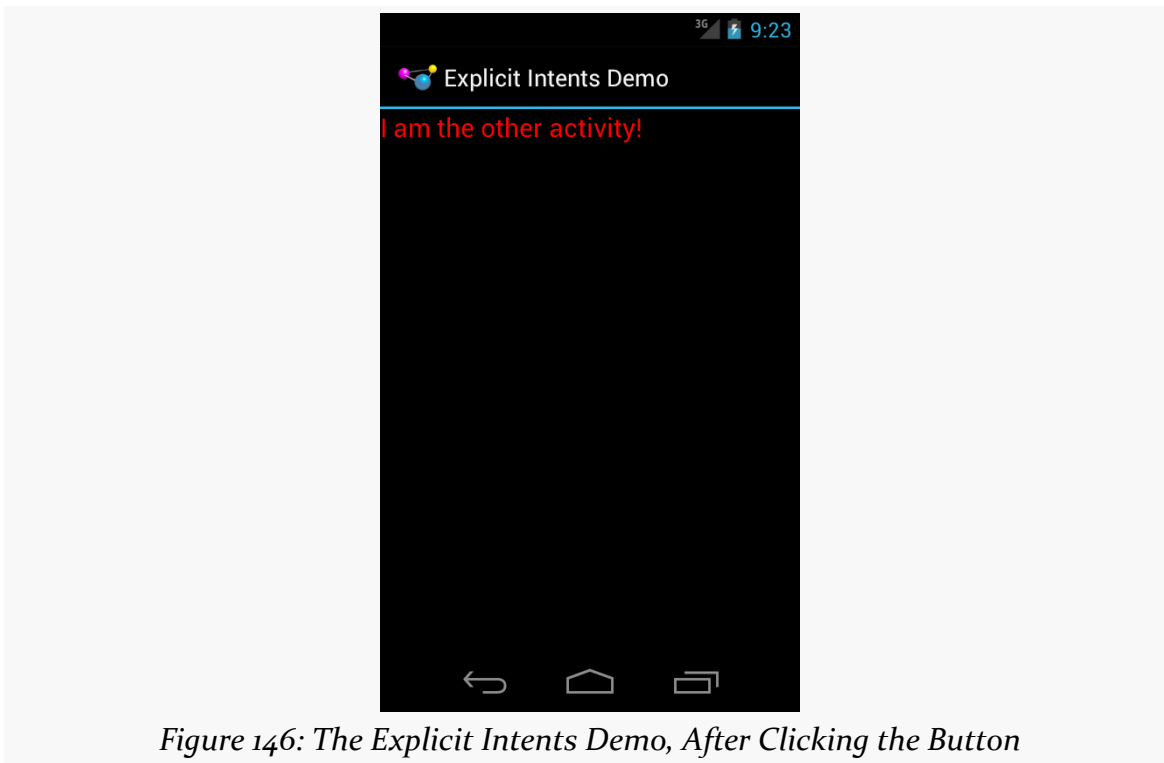 3G 9:23
Explicit Intents Demo
I am the other activity!
Figure 146: The Explicit Intents Demo, After Clicking the Button